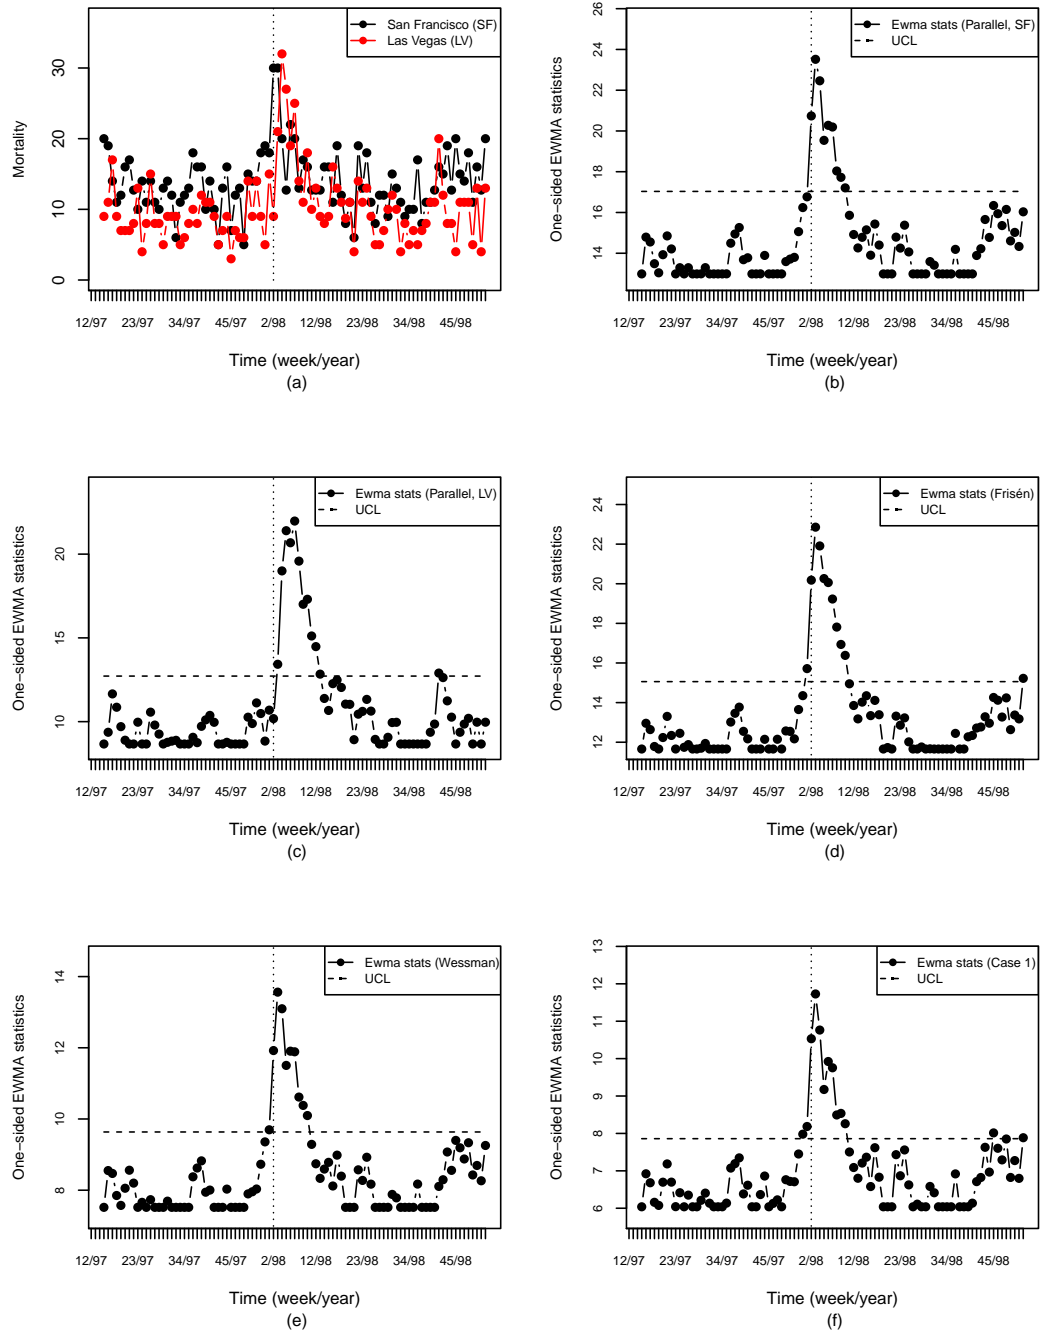 San Francisco (SF)
Las Vegas (LV)
Mortality
0 10 20 30
12/97 23/97 34/97 45/97 2/98 12/98 23/98 34/98 45/98
Time (week/year)
(a)
Ewma stats (Parallel, SF)
UCL
One−sided EWMA statistics
14 16 18 20 22 24 26
12/97 23/97 34/97 45/97 2/98 12/98 23/98 34/98 45/98
Time (week/year)
(b)
Ewma stats (Parallel, LV)
UCL
One−sided EWMA statistics
10 15 20
12/97 23/97 34/97 45/97 2/98 12/98 23/98 34/98 45/98
Time (week/year)
(c)
Ewma stats (Frisén)
UCL
One−sided EWMA statistics
12 14 16 18 20 22 24
12/97 23/97 34/97 45/97 2/98 12/98 23/98 34/98 45/98
Time (week/year)
(d)
Ewma stats (Wessman)
UCL
One−sided EWMA statistics
8 10 12 14
12/97 23/97 34/97 45/97 2/98 12/98 23/98 34/98 45/98
Time (week/year)
(e)
Ewma stats (Case 1)
UCL
One−sided EWMA statistics
6 7 8 9 10 11 12 13
12/97 23/97 34/97 45/97 2/98 12/98 23/98 34/98 45/98
Time (week/year)
(f)